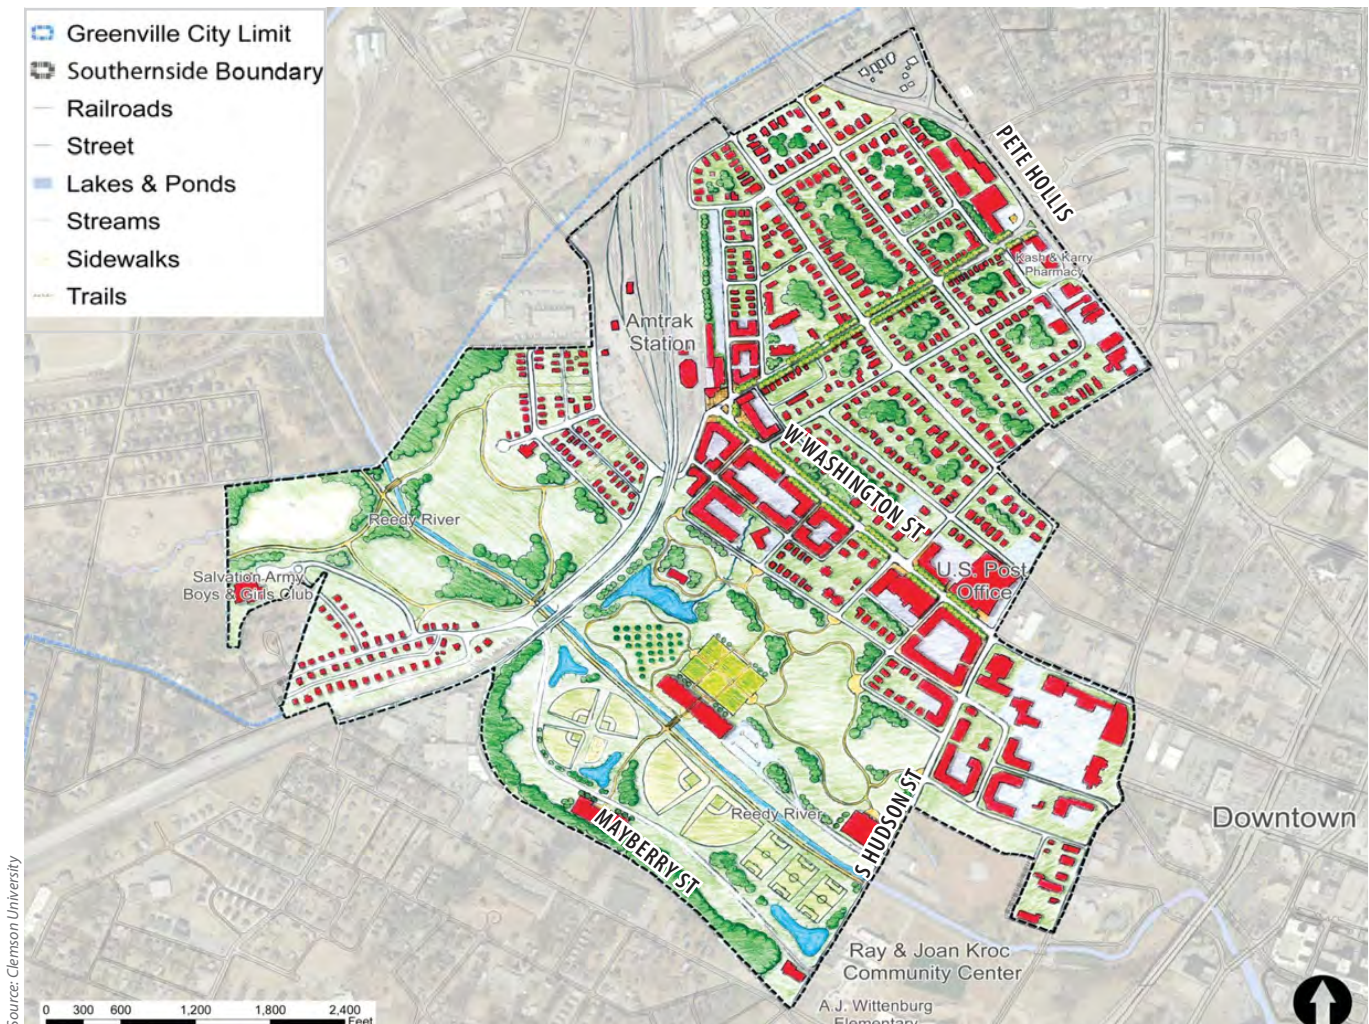 Greenville City Limit
Southernside Boundary
Railroads
Street
Lakes & Ponds
Streams
Sidewalks
Trails
PETE HOLLIS
Kash & Karry
Pharmacy
Amtrak
Station
W WASHINGTON ST
Reedy River
Salvation Army
Boys & Girls Club
U.S. Post
Office
Reedy River
S HUDSON ST
MAYBERRY ST
Downtown
Ray & Joan Kroc
Community Center
A.J. Wittenburg
Elementary
Source: Clemson University
0 300 600 1,200 1,800 2,400
Feet